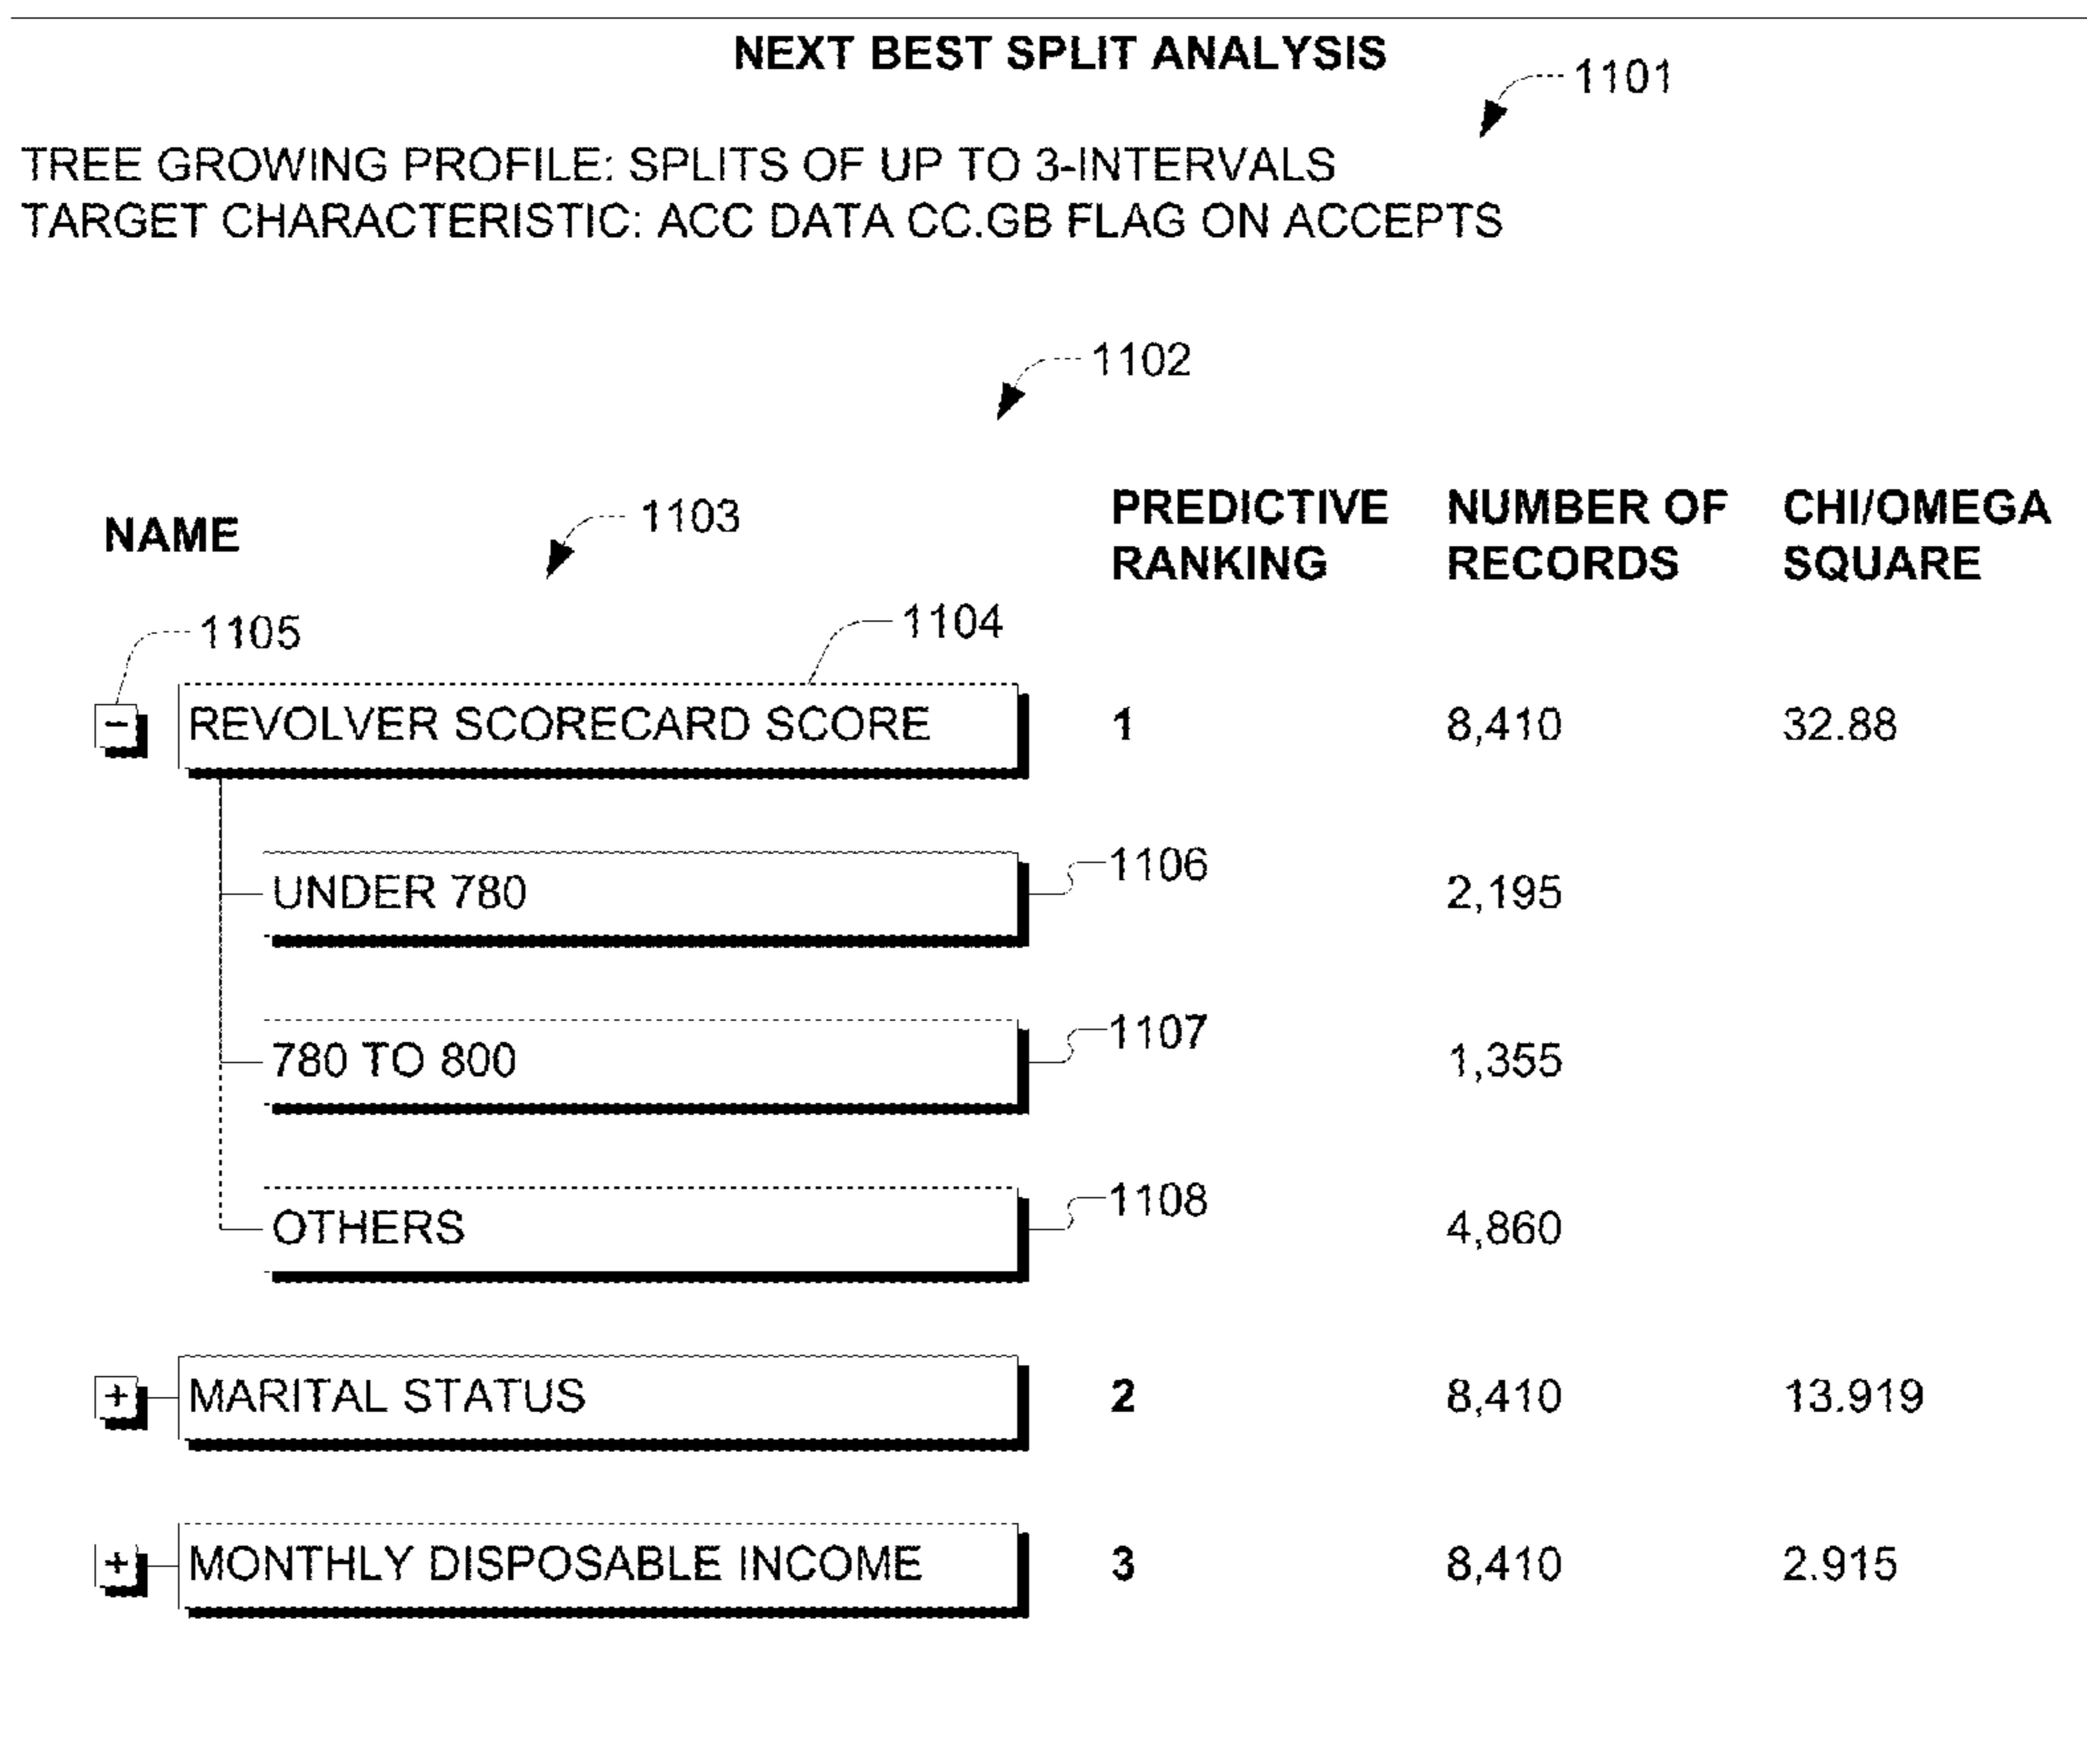 NEXT BEST SPLIT ANALYSIS
1101
TREE GROWING PROFILE: SPLITS OF UP TO 3-INTERVALS
TARGET CHARACTERISTIC: ACC DATA CC.GB FLAG ON ACCEPTS
1102
NAME
1103
PREDICTIVE RANKING
NUMBER OF RECORDS
CHI/OMEGA SQUARE
1105
1104
− REVOLVER SCORECARD SCORE 1 8,410 32.88
UNDER 780 1106 2,195
780 TO 800 1107 1,355
OTHERS 1108 4,860
+ MARITAL STATUS 2 8,410 13.919
+ MONTHLY DISPOSABLE INCOME 3 8,410 2.915